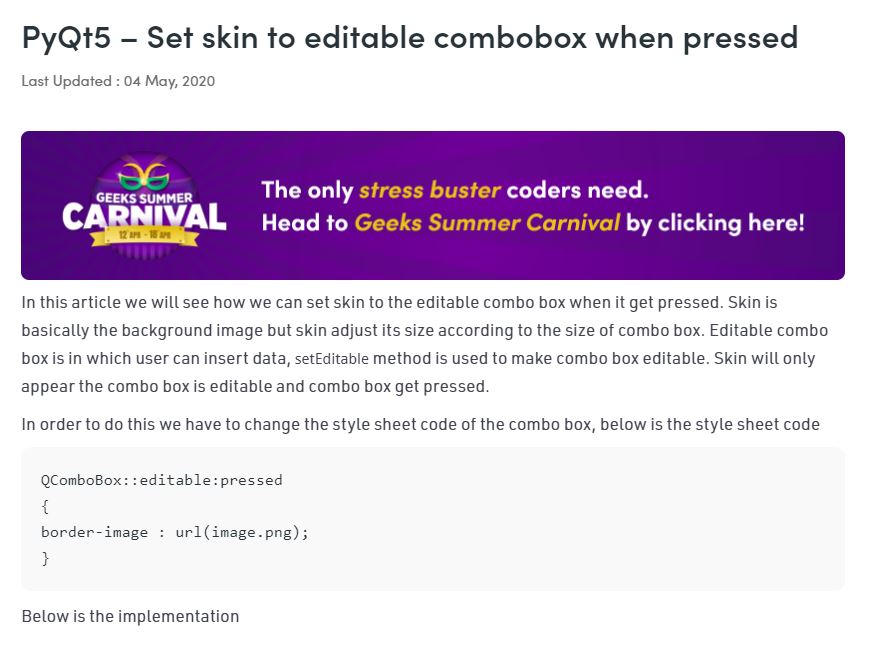 PyQt5 – Set skin to editable combobox when pressed
Last Updated : 04 May, 2020
GEEKS SUMMER
CARNIVAL
12 APR - 18 APR
The only stress buster coders need.
Head to Geeks Summer Carnival by clicking here!
In this article we will see how we can set skin to the editable combo box when it get pressed. Skin is
basically the background image but skin adjust its size according to the size of combo box. Editable combo
box is in which user can insert data, setEditable method is used to make combo box editable. Skin will only
appear the combo box is editable and combo box get pressed.
In order to do this we have to change the style sheet code of the combo box, below is the style sheet code
QComboBox::editable:pressed
{
border-image : url(image.png);
}
Below is the implementation